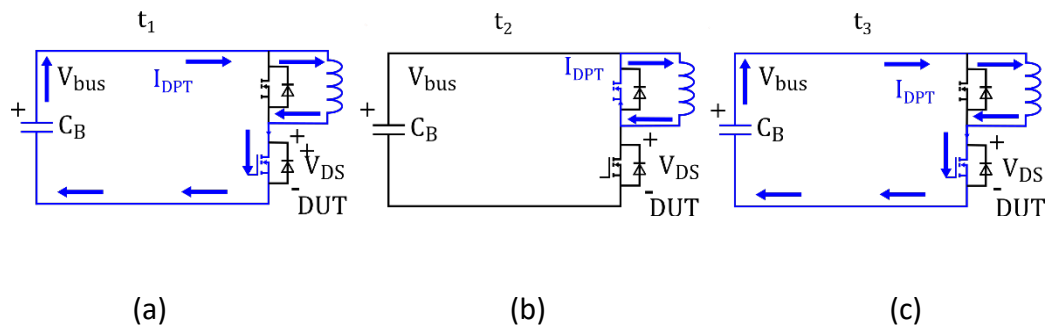 t1
t2
t3
+
Vbus
IDPT
CB
+
+
VDS
-
DUT
+
Vbus
IDPT
CB
+
VDS
-
DUT
+
Vbus
IDPT
CB
+
VDS
-
DUT
(a)
(b)
(c)